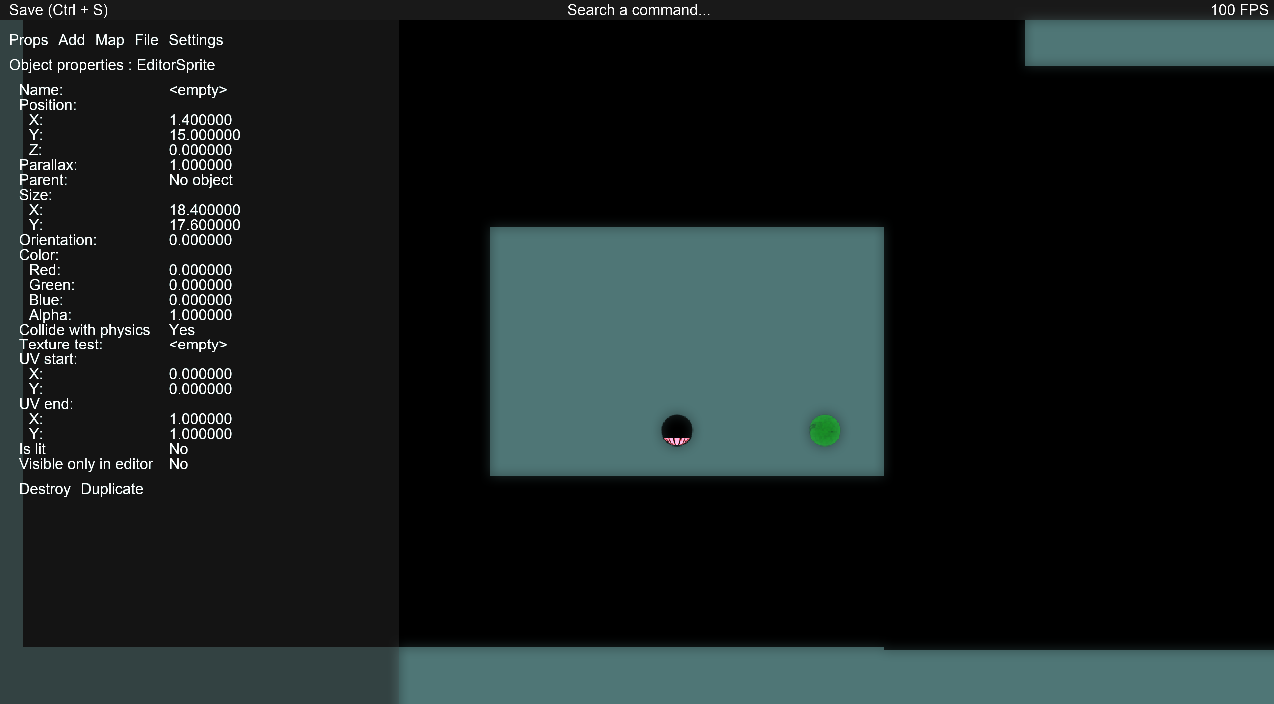 Save (Ctrl + S) Search a command... 100 FPS
Props Add Map File Settings
Object properties : EditorSprite
Name: <empty>
Position:
X: 1.400000
Y: 15.000000
Z: 0.000000
Parallax: 1.000000
Parent: No object
Size:
X: 18.400000
Y: 17.600000
Orientation: 0.000000
Color:
Red: 0.000000
Green: 0.000000
Blue: 0.000000
Alpha: 1.000000
Collide with physics Yes
Texture test: <empty>
UV start:
X: 0.000000
Y: 0.000000
UV end:
X: 1.000000
Y: 1.000000
Is lit No
Visible only in editor No
Destroy Duplicate